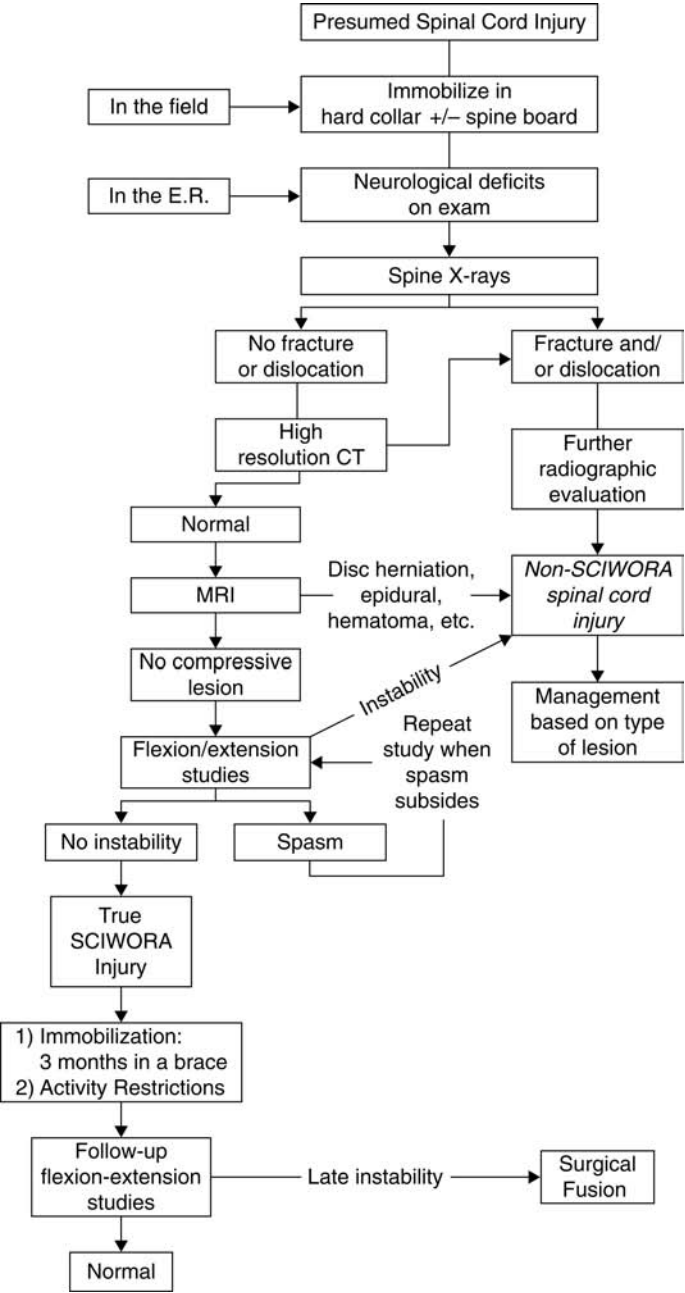 Presumed Spinal Cord Injury
In the field
Immobilize in
hard collar +/– spine board
In the E.R.
Neurological deficits
on exam
Spine X-rays
No fracture
or dislocation
Fracture and/
or dislocation
High
resolution CT
Further
radiographic
evaluation
Normal
MRI
Disc herniation,
epidural,
hematoma, etc.
Non-SCIWORA
spinal cord
injury
No compressive
lesion
Instability
Management
based on type
of lesion
Flexion/extension
studies
Repeat
study when
spasm
subsides
No instability
Spasm
True
SCIWORA
Injury
1) Immobilization:
3 months in a brace
2) Activity Restrictions
Follow-up
flexion-extension
studies
Late instability
Surgical
Fusion
Normal